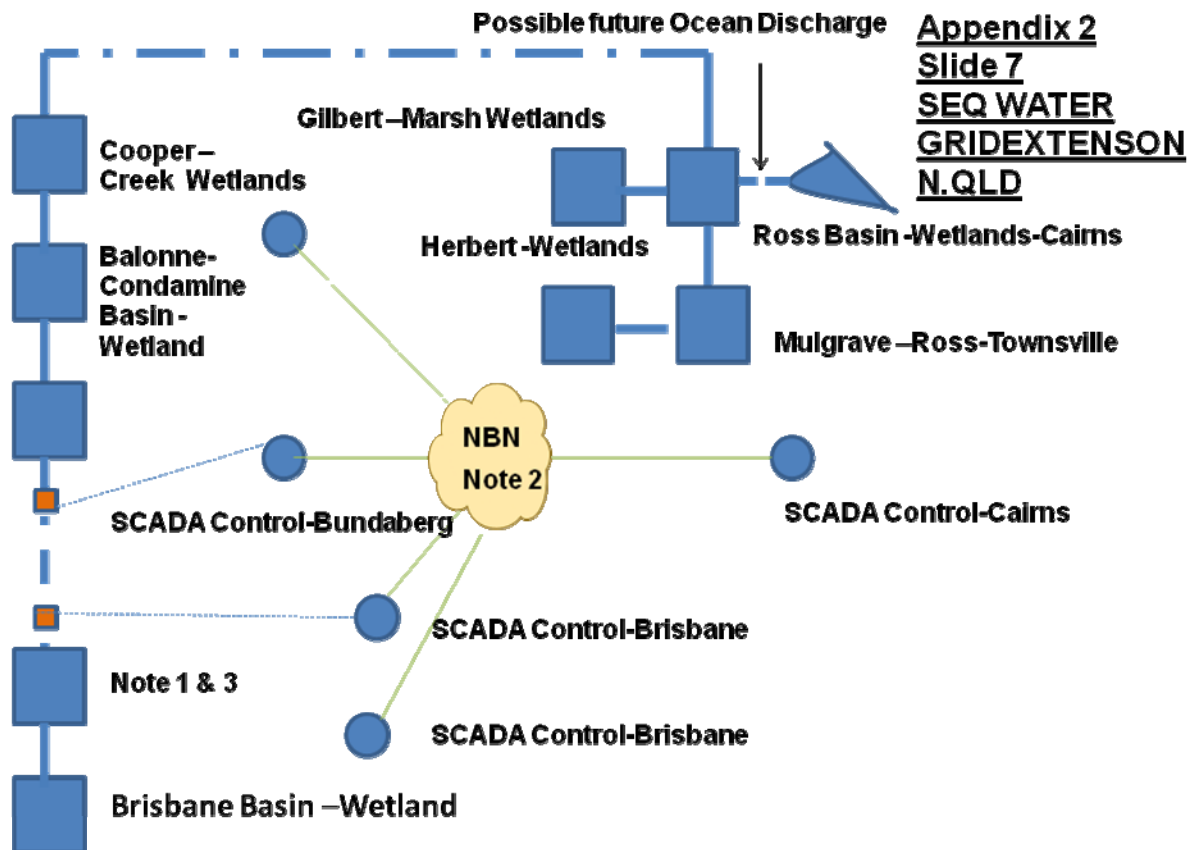 Possible future Ocean Discharge
Appendix 2
Slide 7
SEQ WATER
GRIDEXTENSON
N.QLD
Gilbert –Marsh Wetlands
Cooper –
Creek Wetlands
Herbert -Wetlands
Ross Basin -Wetlands-Cairns
Balonne-
Condamine
Basin -
Wetland
Mulgrave –Ross-Townsville
NBN
Note 2
SCADA Control-Bundaberg
SCADA Control-Cairns
SCADA Control-Brisbane
Note 1 & 3
SCADA Control-Brisbane
Brisbane Basin –Wetland